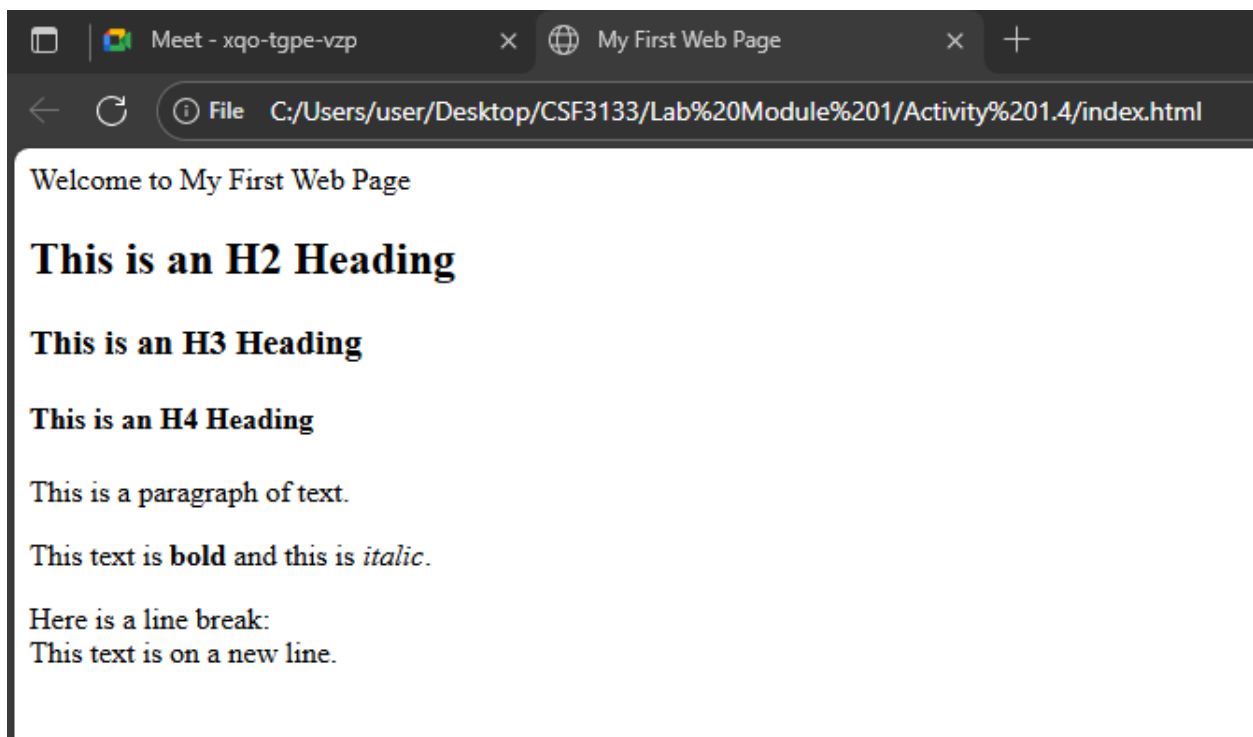 Meet - xqo-tgpe-vzp
My First Web Page
File C:/Users/user/Desktop/CSF3133/Lab%20Module%201/Activity%201.4/index.html
Welcome to My First Web Page
This is an H2 Heading
This is an H3 Heading
This is an H4 Heading
This is a paragraph of text.
This text is bold and this is italic.
Here is a line break:
This text is on a new line.